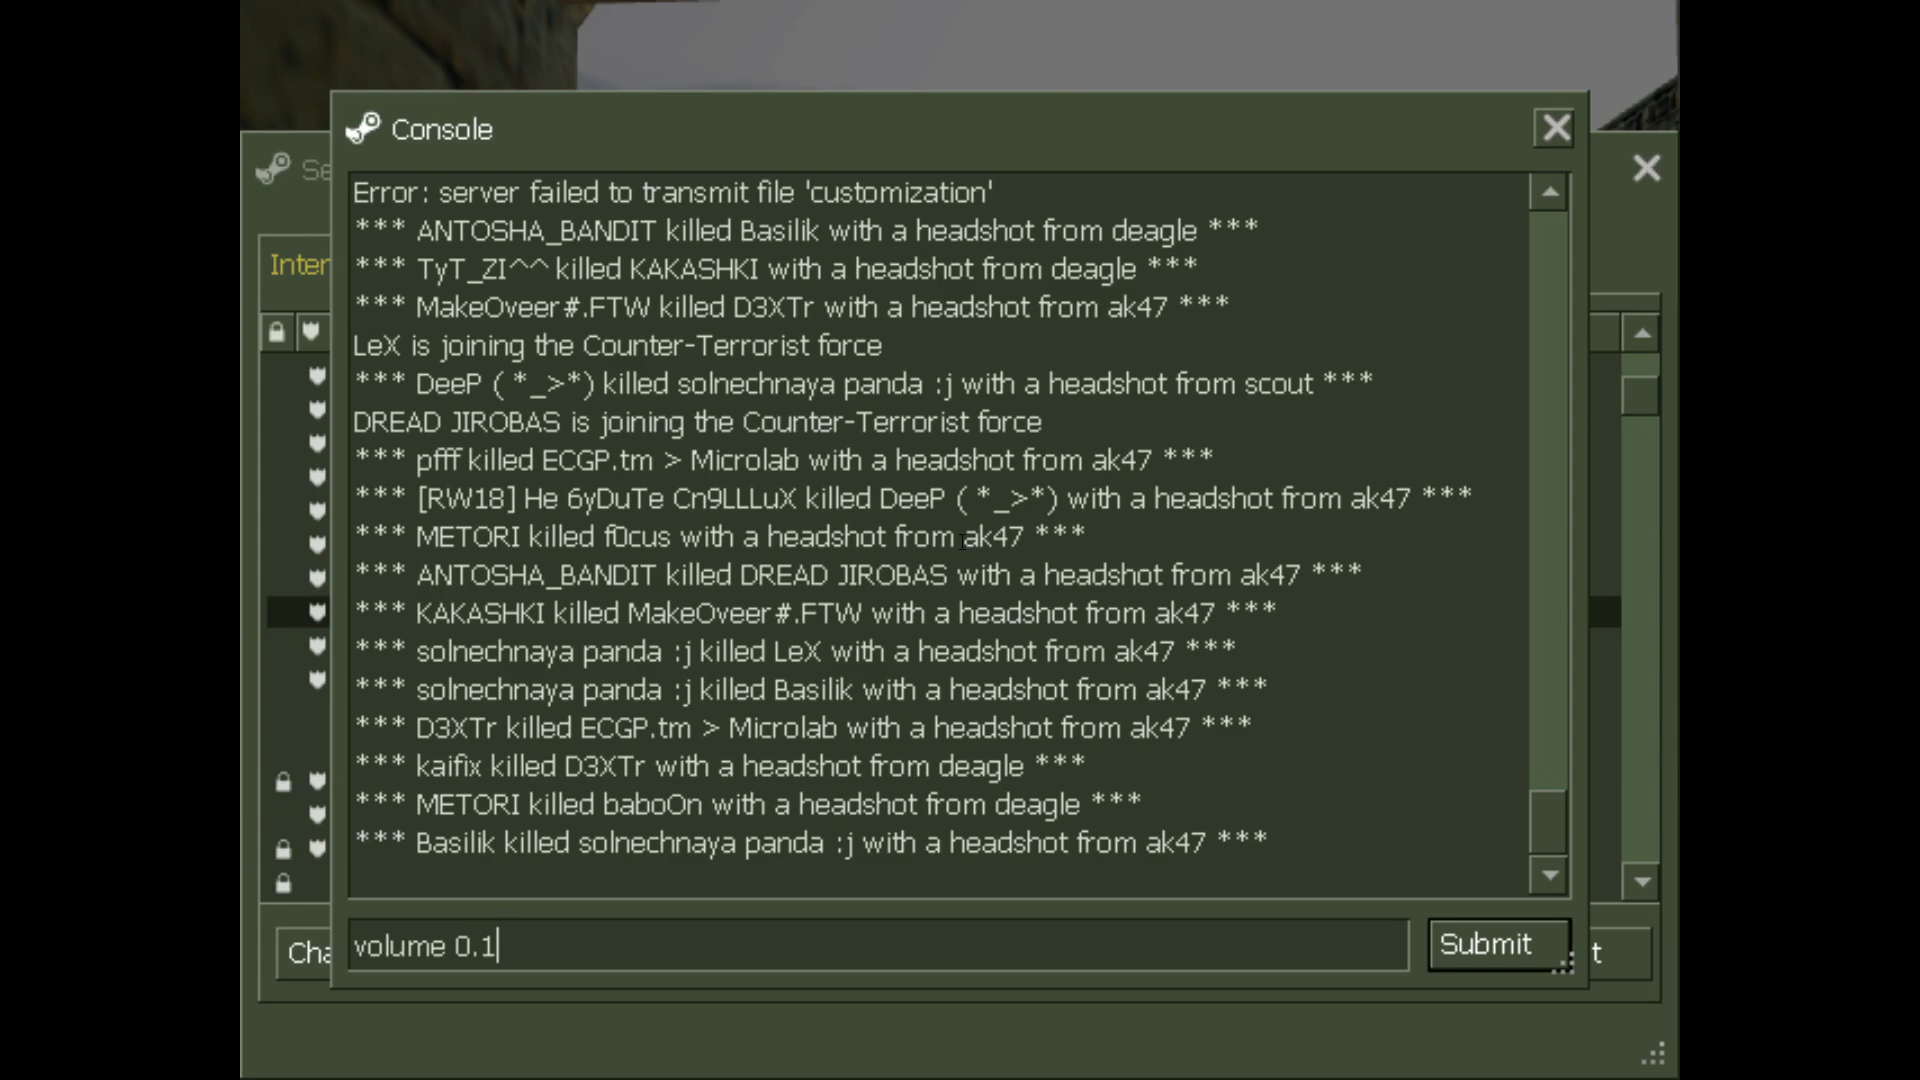 Console
Se
Inter
Error: server failed to transmit file 'customization'
*** ANTOSHA_BANDIT killed Basilik with a headshot from deagle ***
*** TyT_ZI^^ killed KAKASHKI with a headshot from deagle ***
*** MakeOveer#.FTW killed D3XTr with a headshot from ak47 ***
LeX is joining the Counter-Terrorist force
*** DeeP ( *_>*) killed solnechnaya panda :j with a headshot from scout ***
DREAD JIROBAS is joining the Counter-Terrorist force
*** pfff killed ECGP.tm > Microlab with a headshot from ak47 ***
*** [RW18] He 6yDuTe Cn9LLLuX killed DeeP ( *_>*) with a headshot from ak47 ***
*** METORI killed f0cus with a headshot from ak47 ***
*** ANTOSHA_BANDIT killed DREAD JIROBAS with a headshot from ak47 ***
*** KAKASHKI killed MakeOveer#.FTW with a headshot from ak47 ***
*** solnechnaya panda :j killed LeX with a headshot from ak47 ***
*** solnechnaya panda :j killed Basilik with a headshot from ak47 ***
*** D3XTr killed ECGP.tm > Microlab with a headshot from ak47 ***
*** kaifix killed D3XTr with a headshot from deagle ***
*** METORI killed baboOn with a headshot from deagle ***
*** Basilik killed solnechnaya panda :j with a headshot from ak47 ***
volume 0.1
Submit
Cha
t